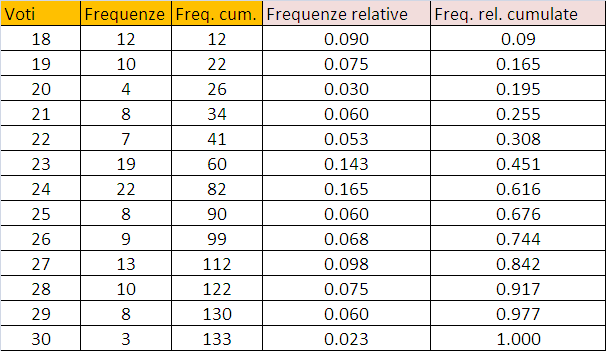 Voti Frequenze Freq. cum. Frequenze relative Freq. rel. cumulate
18 12 12 0.090 0.09
19 10 22 0.075 0.165
20 4 26 0.030 0.195
21 8 34 0.060 0.255
22 7 41 0.053 0.308
23 19 60 0.143 0.451
24 22 82 0.165 0.616
25 8 90 0.060 0.676
26 9 99 0.068 0.744
27 13 112 0.098 0.842
28 10 122 0.075 0.917
29 8 130 0.060 0.977
30 3 133 0.023 1.000